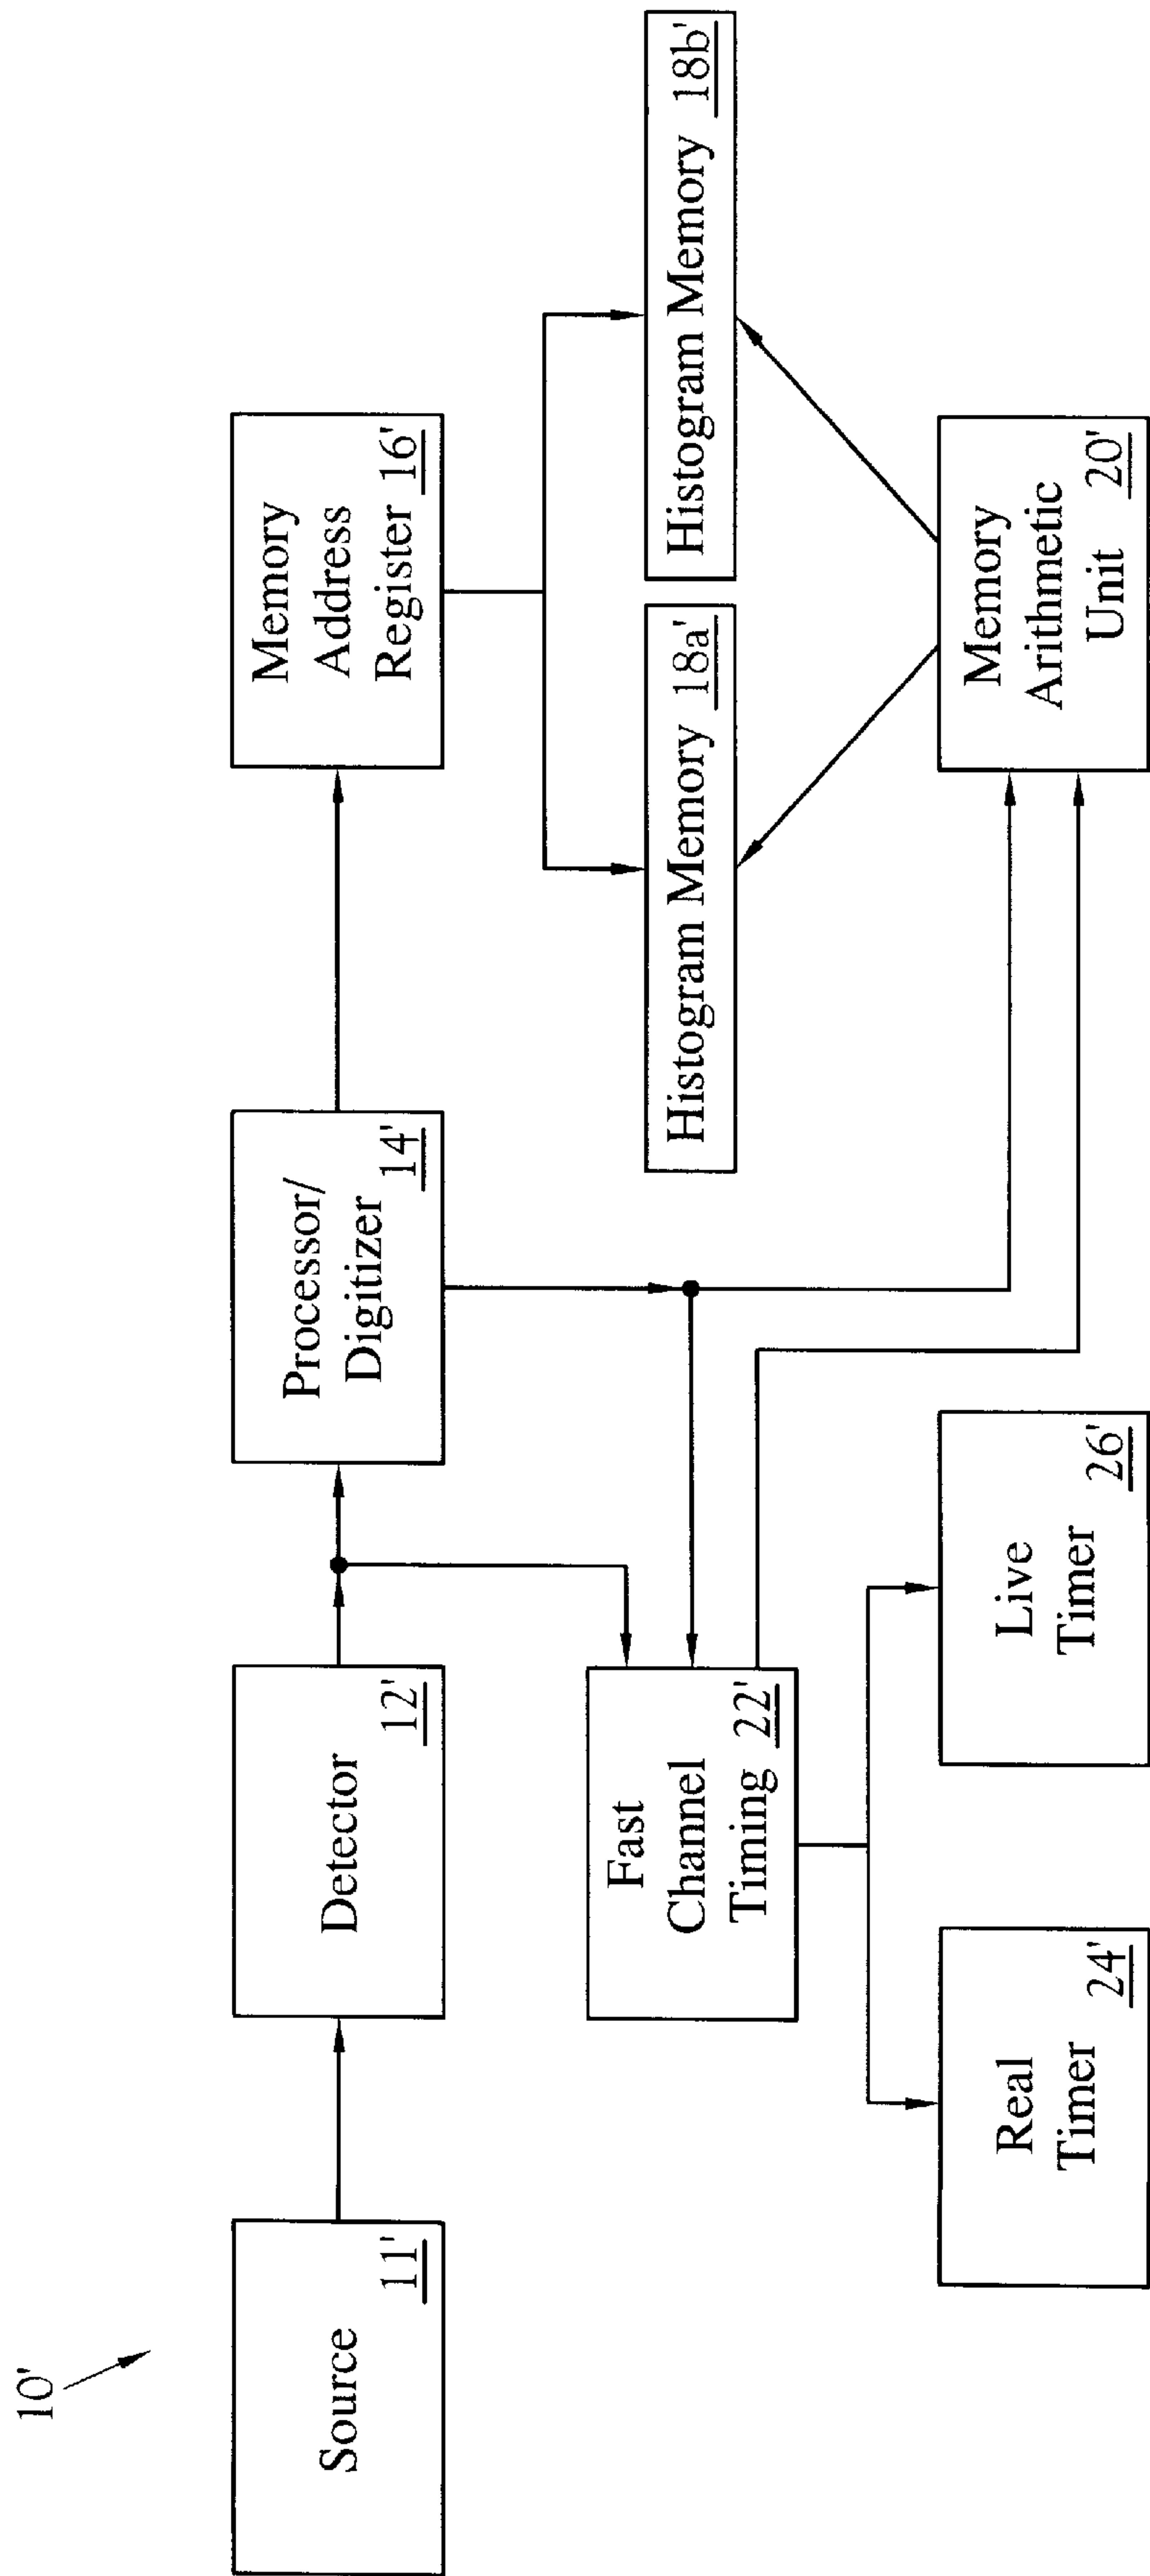 10'
Source
11'
Detector
12'
Processor/
Digitizer
14'
Memory
Address
Register 16'
Fast
Channel
Timing 22'
Histogram Memory 18a'
Histogram Memory 18b'
Real
Timer
24'
Live
Timer
26'
Memory
Arithmetic
Unit 20'